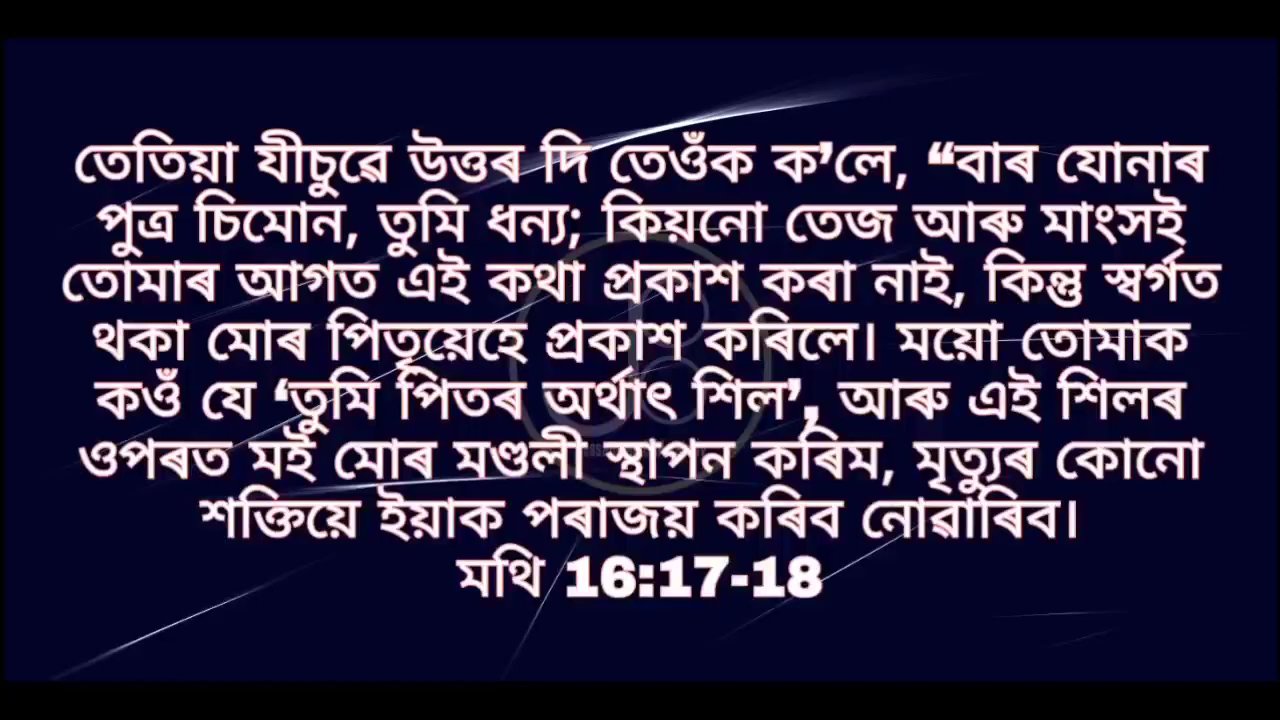 তেতিয়া যীচুৱে উত্তৰ দি তেওঁক ক’লে, “বাৰ যোনাৰ
পুত্ৰ চিমোন, তুমি ধন্য; কিয়নো তেজ আৰু মাংসই
তোমাৰ আগত এই কথা প্ৰকাশ কৰা নাই, কিন্তু স্বৰ্গত
থকা মোৰ পিতৃয়েহে প্ৰকাশ কৰিলে। ময়ো তোমাক
কওঁ যে ‘তুমি পিতৰ অৰ্থাৎ শিল’, আৰু এই শিলৰ
ওপৰত মই মোৰ মণ্ডলী স্থাপন কৰিম, মৃত্যুৰ কোনো
শক্তিয়ে ইয়াক পৰাজয় কৰিব নোৱাৰিব।
মথি 16:17-18